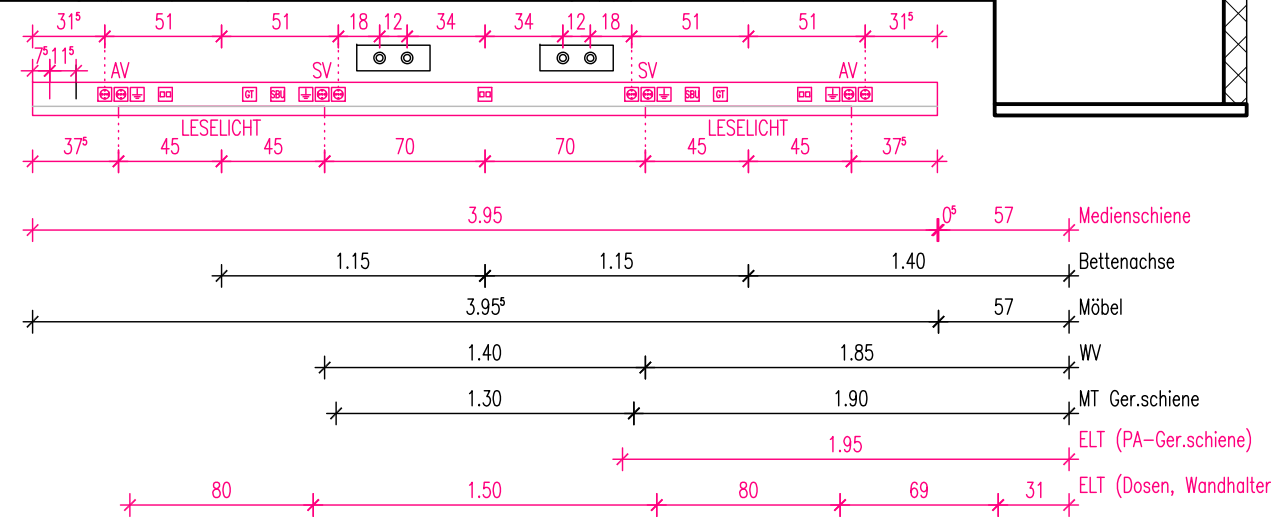 31⁵ 51 51 18 12 34 34 12 18 51 51 31⁵
7⁵ 11⁵
AV SV SV AV
GT SBU SBU GT
LESELICHT LESELICHT
37⁵ 45 45 70 70 45 45 37⁵
3.95 0⁵ 57 Medienschiene
1.15 1.15 1.40 Bettenachse
3.95⁵ 57 Möbel
1.40 1.85 WV
1.30 1.90 MT Ger.schiene
1.95 ELT (PA-Ger.schiene)
80 1.50 80 69 31 ELT (Dosen, Wandhalter